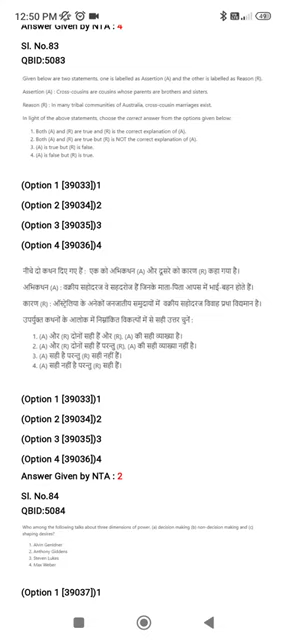 12:50 PM
49
Answer Given by NTA : 4
Sl. No.83
QBID:5083
Given below are two statements, one is labelled as Assertion (A) and the other is labelled as Reason (R).
Assertion (A) : Cross-cousins are cousins whose parents are brothers and sisters.
Reason (R) : In many tribal communities of Australia, cross-cousin marriages exist.
In light of the above statements, choose the correct answer from the options given below:
1. Both (A) and (R) are true and (R) is the correct explanation of (A).
2. Both (A) and (R) are true but (R) is NOT the correct explanation of (A).
3. (A) is true but (R) is false.
4. (A) is false but (R) is true.
(Option 1 [39033])1
(Option 2 [39034])2
(Option 3 [39035])3
(Option 4 [39036])4
नीचे दो कथन दिए गए हैं : एक को अभिकथन (A) और दूसरे को कारण (R) कहा गया है।
अभिकथन (A) : वक्रीय सहोदरज वे सहदरोज हैं जिनके माता-पिता आपस में भाई-बहन होते हैं।
कारण (R) : ऑस्ट्रेलिया के अनेकों जनजातीय समुदायों में वक्रीय सहोदरज विवाह प्रथा विद्यमान है।
उपर्युक्त कथनों के आलोक में निम्नांकित विकल्पों में से सही उत्तर चुनें :
1. (A) और (R) दोनों सही हैं और (R), (A) की सही व्याख्या है।
2. (A) और (R) दोनों सही हैं परन्तु (R), (A) की सही व्याख्या नहीं है।
3. (A) सही है परन्तु (R) सही नहीं है।
4. (A) सही नहीं है परन्तु (R) सही है।
(Option 1 [39033])1
(Option 2 [39034])2
(Option 3 [39035])3
(Option 4 [39036])4
Answer Given by NTA : 2
Sl. No.84
QBID:5084
Who among the following talks about three dimensions of power: (a) decision making (b) non-decision making and (c) shaping desires?
1. Alvin Gouldner
2. Anthony Giddens
3. Steven Lukes
4. Max Weber
(Option 1 [39037])1